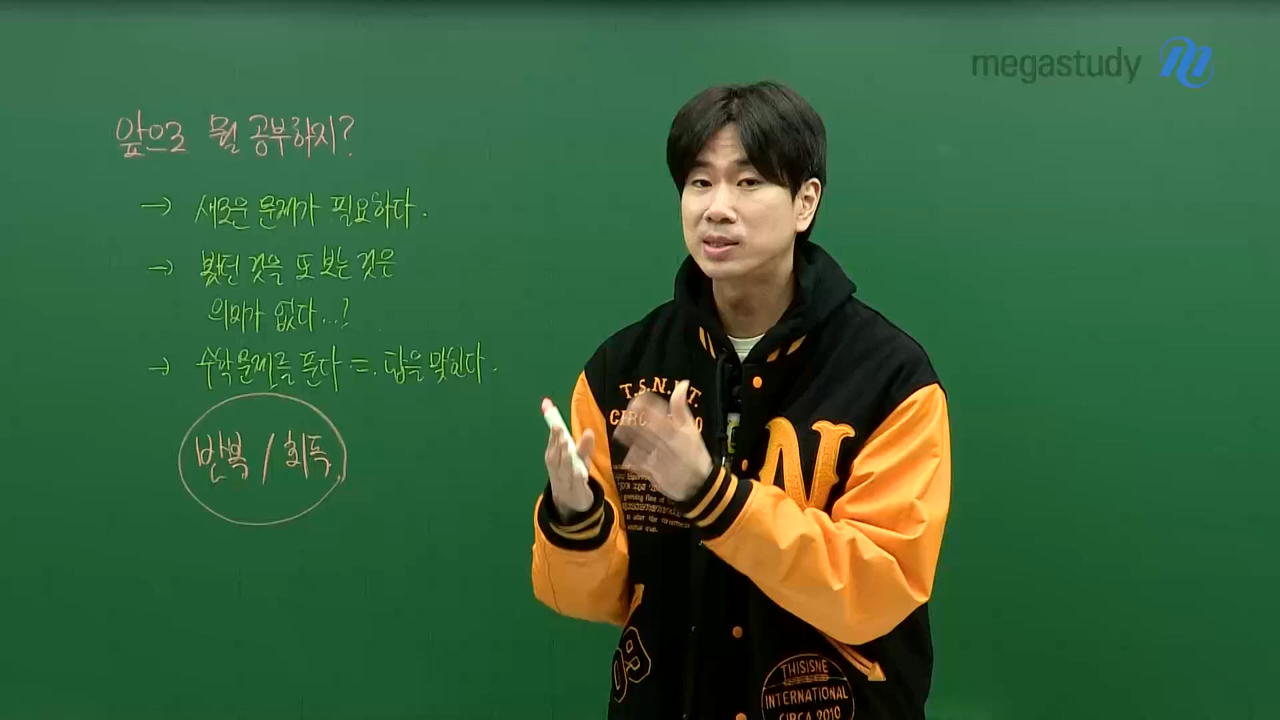 megastudy
앞으로 뭘 공부하지?
→ 새로운 문제가 필요하다.
→ 봤던 것을 또 보는 것은
의미가 없다...?
→ 수학문제를 푼다 = 답을 맞힌다.
반복 / 회독
T.S.N.
CIRC
N
09
THISISNE
INTERNATIONAL
CIRCA 2010